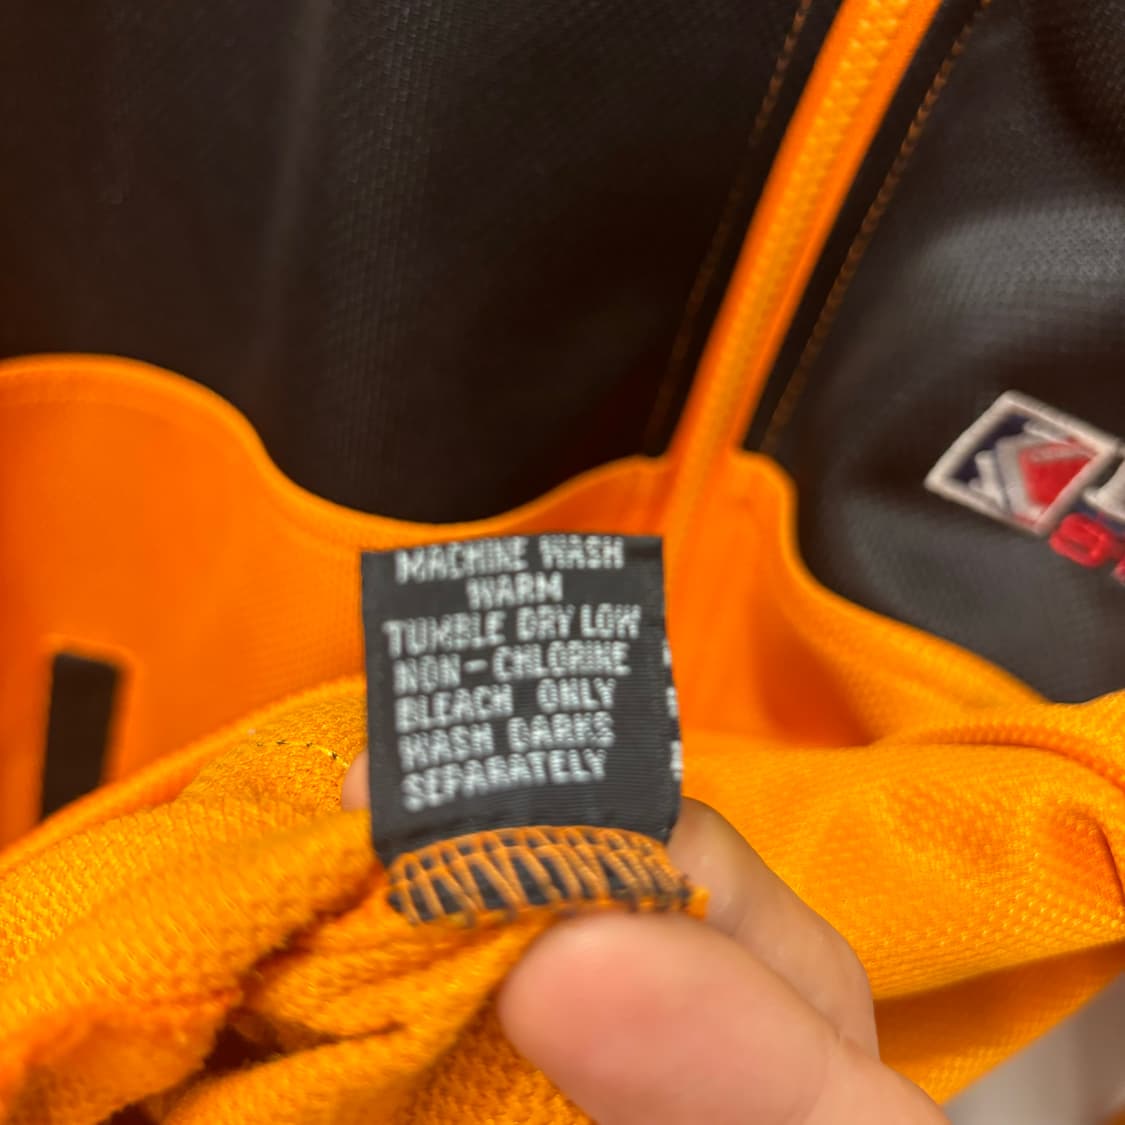 MACHINE WASH
WARM
TUMBLE DRY LOW
NON-CHLORINE
BLEACH ONLY
WASH DARKS
SEPARATELY